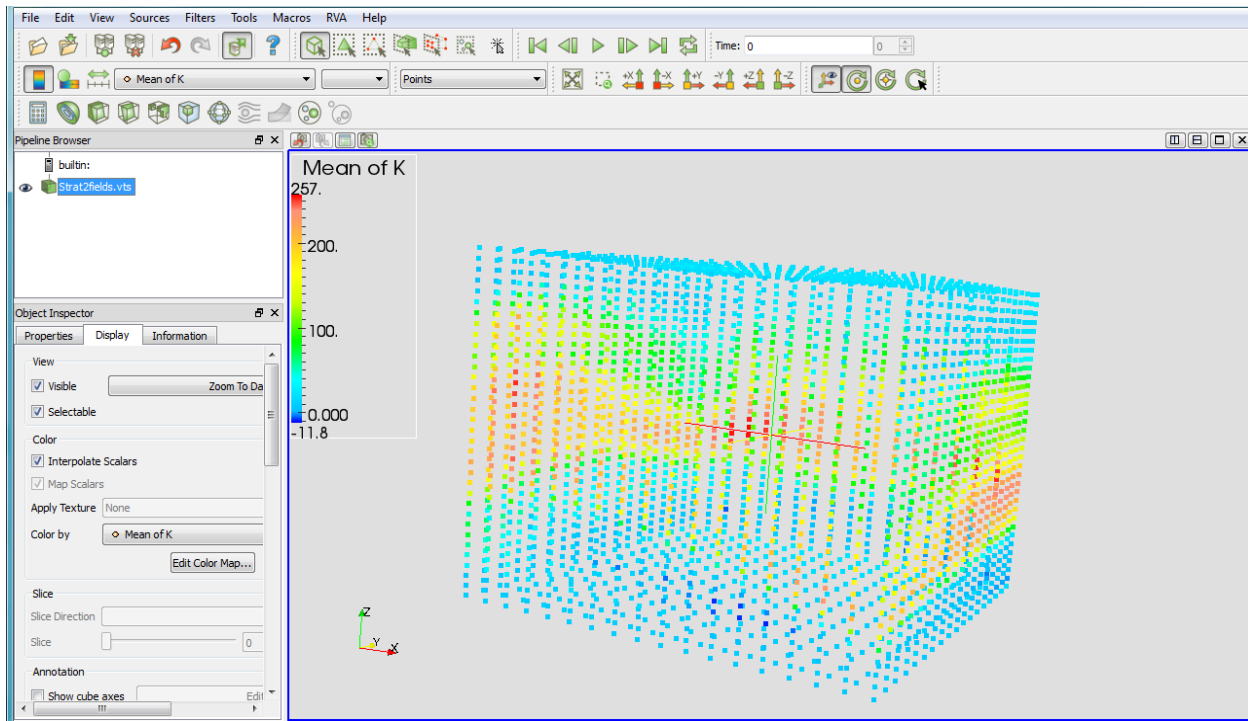 File Edit View Sources Filters Tools Macros RVA Help
Time: 0 0
Mean of K Points
+X -X +Y -Y +Z -Z
Pipeline Browser
builtin:
Strat2fields.vts
Object Inspector
Properties Display Information
View
Visible Zoom To Da
Selectable
Color
Interpolate Scalars
Map Scalars
Apply Texture None
Color by Mean of K
Edit Color Map...
Slice
Slice Direction
Slice 0
Annotation
Show cube axes Edit
Mean of K
257.
200.
100.
0.000
-11.8
Z
Y
X